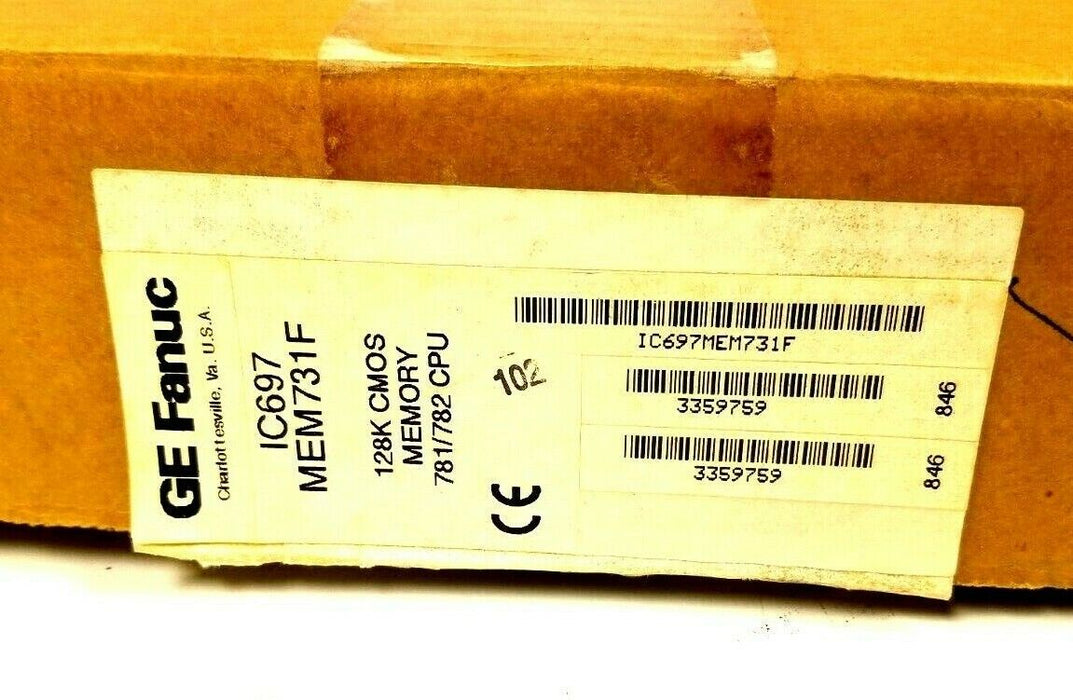 GE Fanuc
Charlottesville, Va. U.S.A.
IC697
MEM731F
128K CMOS
MEMORY
781/782 CPU
102
CE
IC697MEM731F
3359759
846
3359759
846